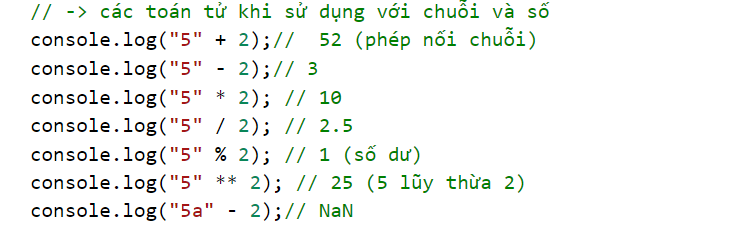 // -> các toán tử khi sử dụng với chuỗi và số
console.log("5" + 2);//  52 (phép nối chuỗi)
console.log("5" - 2);// 3
console.log("5" * 2); // 10
console.log("5" / 2); // 2.5
console.log("5" % 2); // 1 (số dư)
console.log("5" ** 2); // 25 (5 lũy thừa 2)
console.log("5a" - 2);// NaN